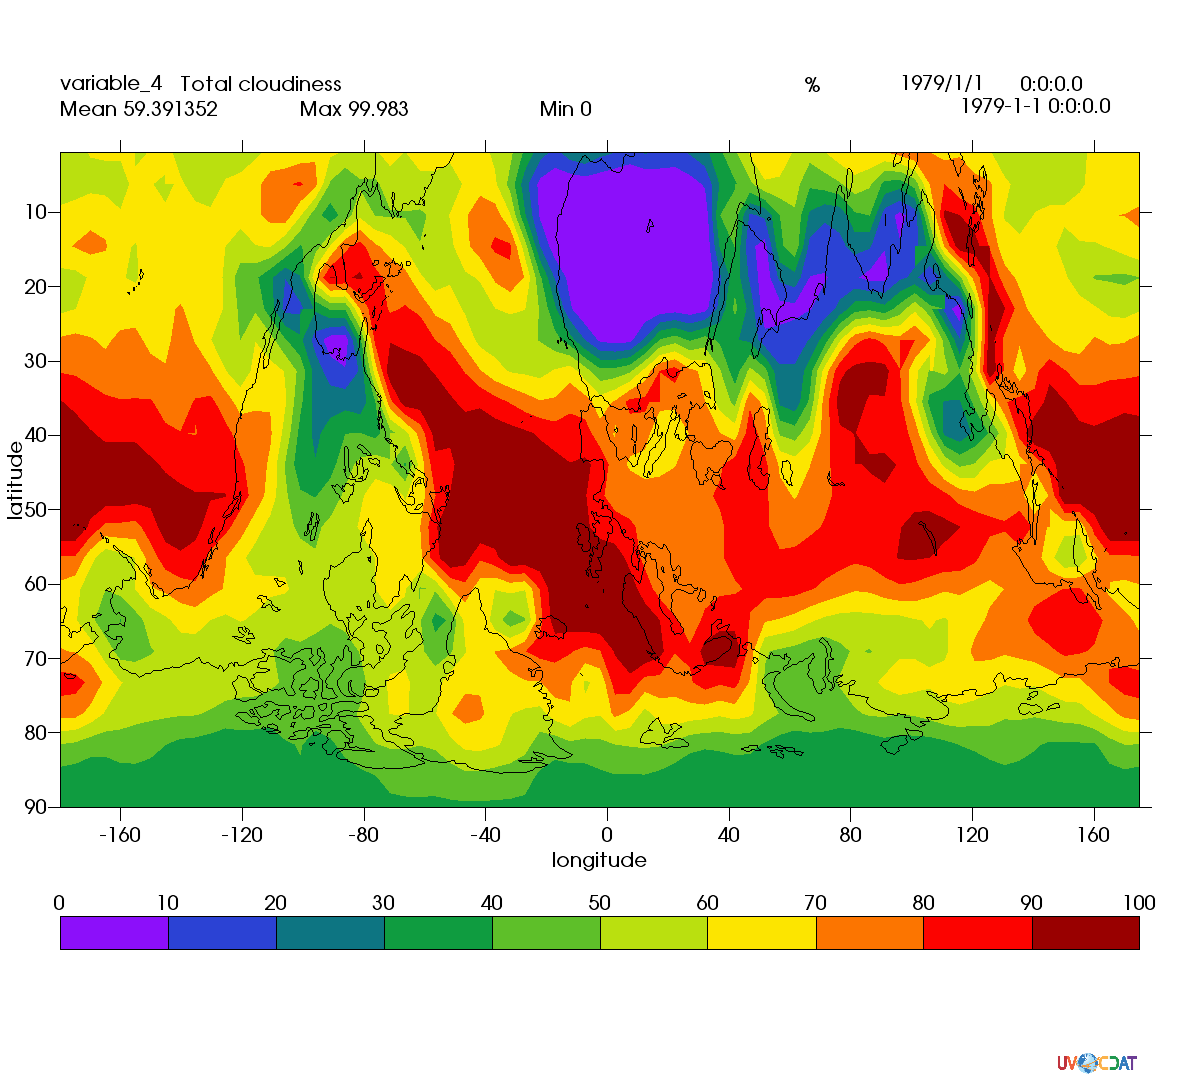 variable_4 Total cloudiness % 1979/1/1 0:0:0.0
Mean 59.391352 Max 99.983 Min 0 1979-1-1 0:0:0.0
10
20
30
40
50
60
70
80
90
latitude
-160 -120 -80 -40 0 40 80 120 160
longitude
0 10 20 30 40 50 60 70 80 90 100
UV CDAT